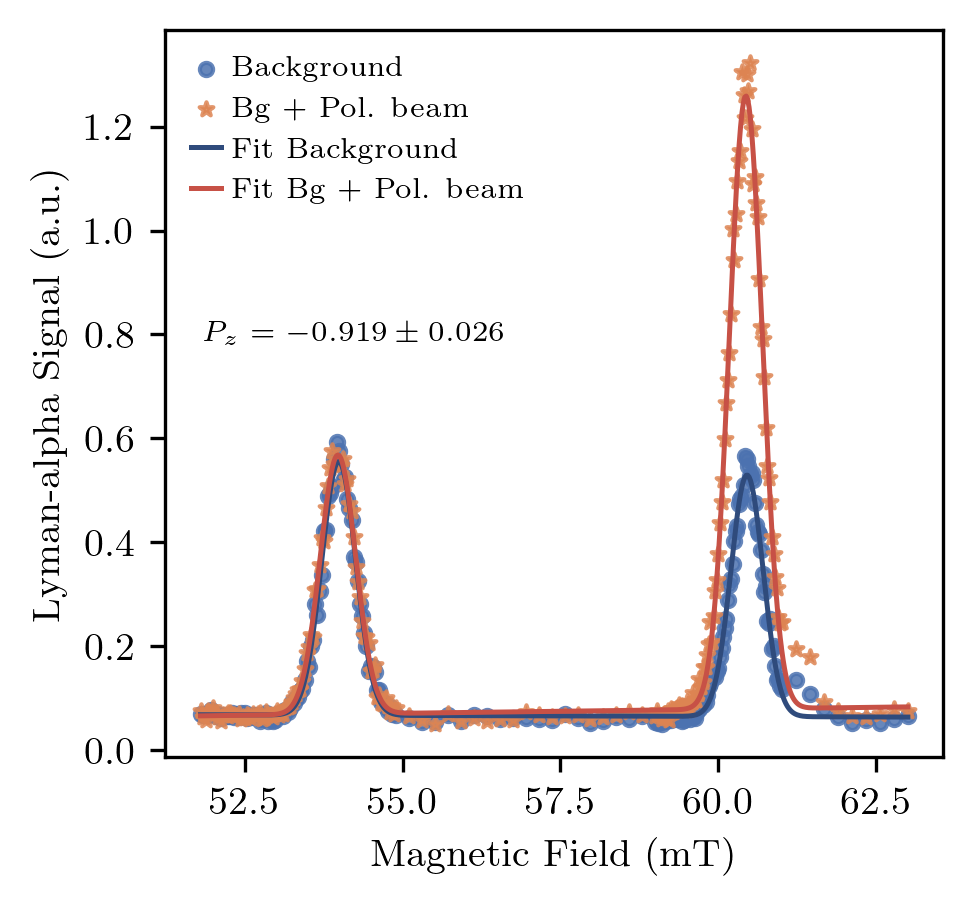 Background
Bg + Pol. beam
Fit Background
Fit Bg + Pol. beam
P_z = −0.919 ± 0.026
Lyman-alpha Signal (a.u.)
1.2
1.0
0.8
0.6
0.4
0.2
0.0
52.5 55.0 57.5 60.0 62.5
Magnetic Field (mT)